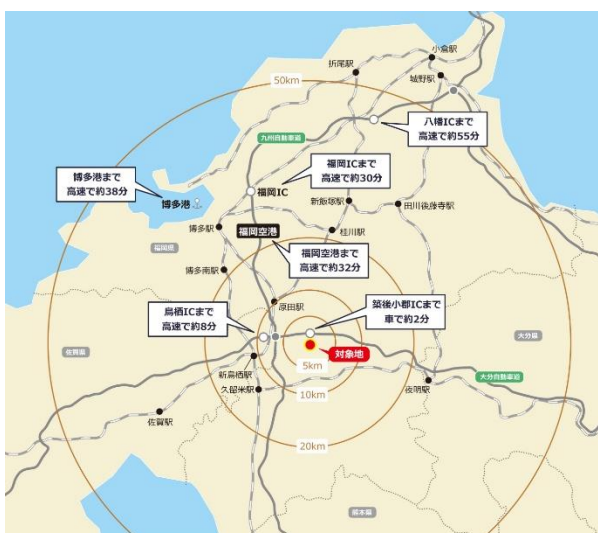 小倉駅
折尾駅
城野駅
50km
八幡ICまで
高速で約55分
九州自動車道
福岡ICまで
高速で約30分
博多港まで
高速で約38分
福岡IC
博多港
新飯塚駅
田川後藤寺駅
博多駅
福岡空港
桂川駅
福岡県
福岡空港まで
高速で約32分
博多南駅
原田駅
鳥栖ICまで
高速で約8分
築後小郡ICまで
車で約2分
大分県
佐賀県
対象地
新鳥栖駅
5km
大分自動車道
久留米駅
10km
夜明駅
佐賀駅
20km
熊本県